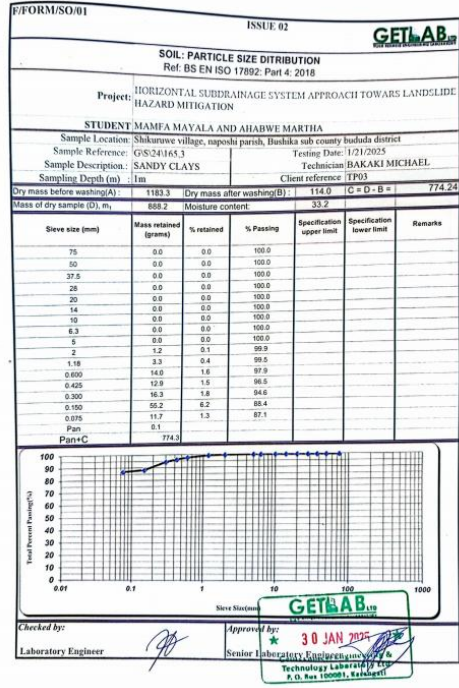 F/FORM/SO/01
ISSUE 02
GETLAB LTD
SOIL: PARTICLE SIZE DITRIBUTION
Ref: BS EN ISO 17892: Part 4: 2018
Project: HORIZONTAL SUBDRAINAGE SYSTEM APPROACH TOWARS LANDSLIDE
HAZARD MITIGATION
STUDENT MAMFA MAYALA AND AHABWE MARTHA
Sample Location: Shikuruwe village, naposhi parish, Bushika sub county bududa district
Sample Reference: G\S\24\165.3 Testing Date: 1/21/2025
Sample Description.: SANDY CLAYS Technician BAKAKI MICHAEL
Sampling Depth (m) : 1m Client reference TP03
Dry mass before washing(A) : 1183.3 Dry mass after washing(B) : 114.0 C = D - B = 774.24
Mass of dry sample (D), m₁ 888.2 Moisture content: 33.2
Sieve size (mm) Mass retained (grams) % retained % Passing Specification upper limit Specification lower limit Remarks
75 0.0 0.0 100.0
50 0.0 0.0 100.0
37.5 0.0 0.0 100.0
28 0.0 0.0 100.0
20 0.0 0.0 100.0
14 0.0 0.0 100.0
10 0.0 0.0 100.0
6.3 0.0 0.0 100.0
5 0.0 0.0 100.0
2 1.2 0.1 99.9
1.18 3.3 0.4 99.5
0.600 14.0 1.6 97.9
0.425 12.9 1.5 96.5
0.300 16.3 1.8 94.6
0.150 55.2 6.2 88.4
0.075 11.7 1.3 87.1
Pan 0.1
Pan+C 774.3
Total Percent Passing(%)
100
90
80
70
60
50
40
30
20
10
0
0.01 0.1 1 10 100 1000
Sieve Size(mm)
Checked by:
Laboratory Engineer
Approved by:
Senior Laboratory Engineer
GETLAB LTD
30 JAN 2025
Technology Laboratory Ltd
P. O. Box 100081, Kasangati